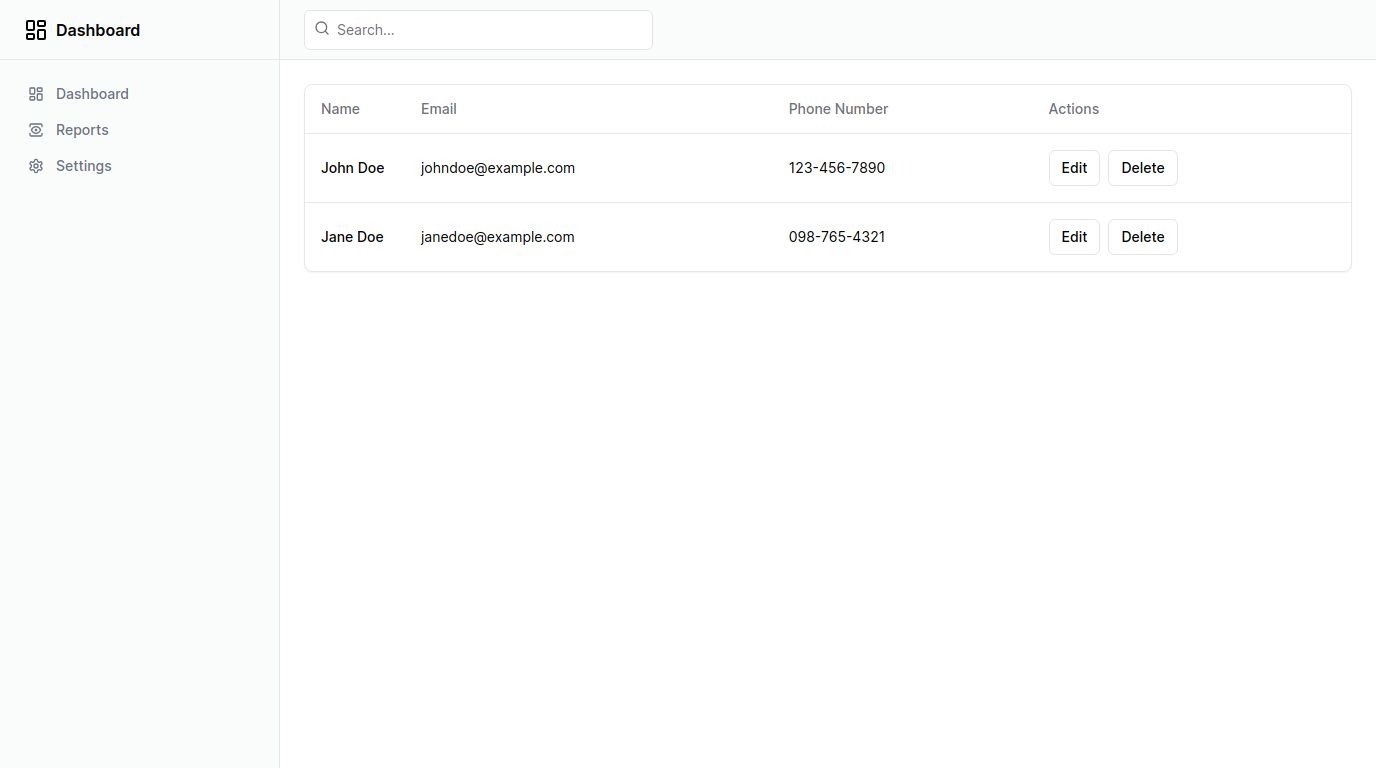 Dashboard
Search...
Dashboard
Reports
Settings
Name Email Phone Number Actions
John Doe johndoe@example.com 123-456-7890 Edit Delete
Jane Doe janedoe@example.com 098-765-4321 Edit Delete